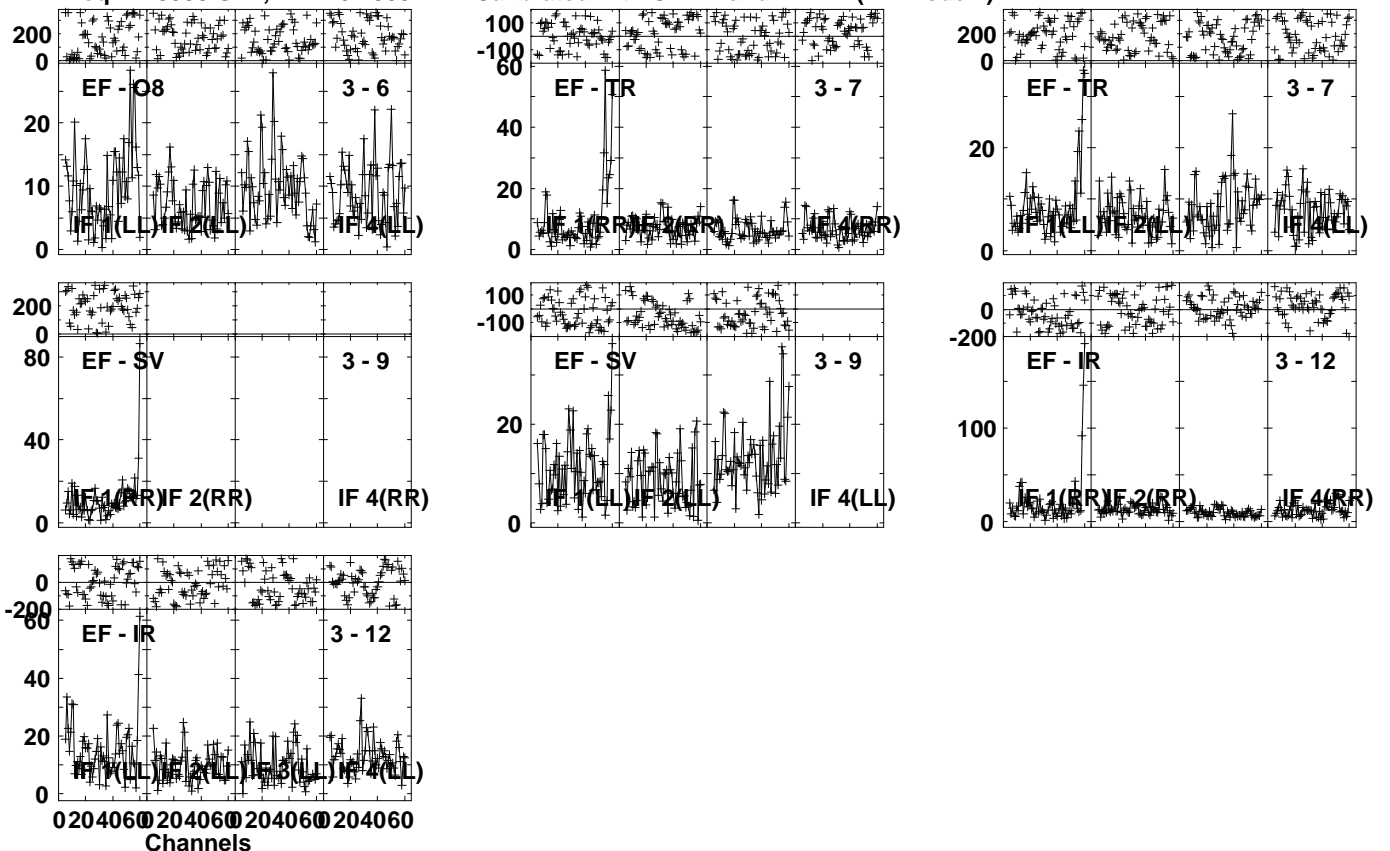 200
0
EF - O8
3 - 6
20
10
0
IF 1(LL)
IF 2(LL)
IF 4(LL)
100
-100
60
EF - TR
3 - 7
40
20
0
IF 1(RR)
IF 2(RR)
IF 4(RR)
200
0
EF - TR
3 - 7
20
0
IF 1(LL)
IF 2(LL)
IF 4(LL)
200
0
80
EF - SV
3 - 9
40
0
IF 1(RR)
IF 2(RR)
IF 4(RR)
100
-100
EF - SV
3 - 9
20
0
IF 1(LL)
IF 2(LL)
IF 4(LL)
0
-200
EF - IR
3 - 12
100
0
IF 1(RR)
IF 2(RR)
IF 4(RR)
0
-200
60
EF - IR
3 - 12
40
20
0
IF 1(LL)
IF 2(LL)
IF 3(LL)
IF 4(LL)
0 20 40 60 0 20 40 60 0 20 40 60 0 20 40 60
Channels